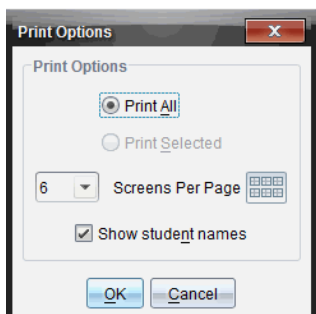 Print Options
Print Options
Print All
Print Selected
6 Screens Per Page
Show student names
OK Cancel